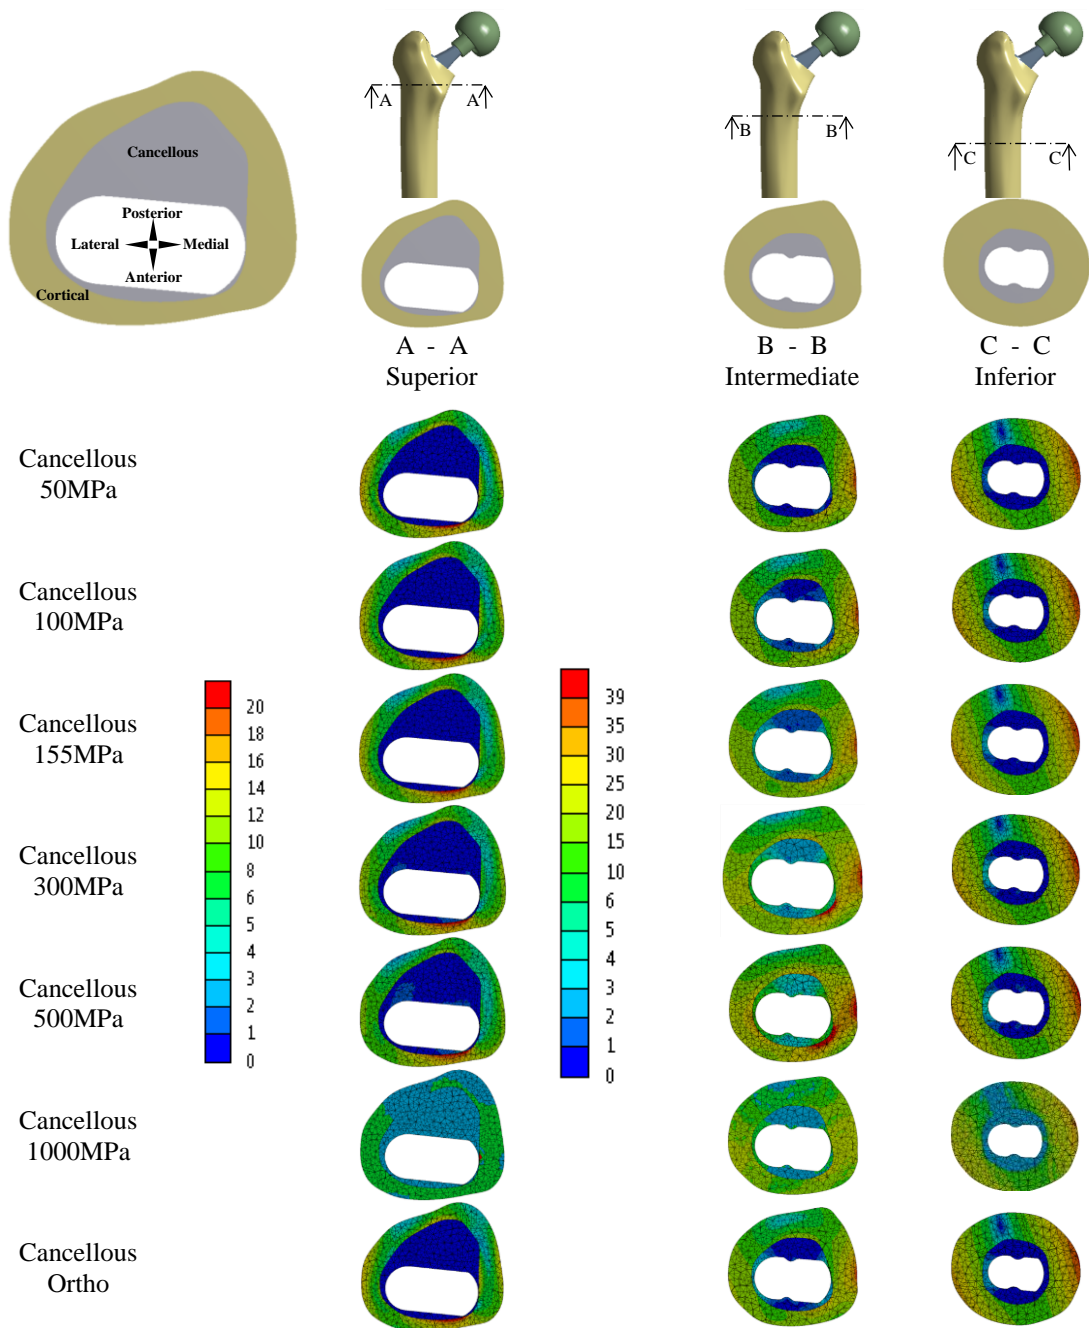 A A
B B
C C
Cancellous
Posterior
Lateral Medial
Anterior
Cortical
A - A
Superior
B - B
Intermediate
C - C
Inferior
Cancellous
50MPa
Cancellous
100MPa
Cancellous
155MPa
Cancellous
300MPa
Cancellous
500MPa
Cancellous
1000MPa
Cancellous
Ortho
20
18
16
14
12
10
8
6
5
4
3
2
1
0
39
35
30
25
20
15
10
6
5
4
3
2
1
0